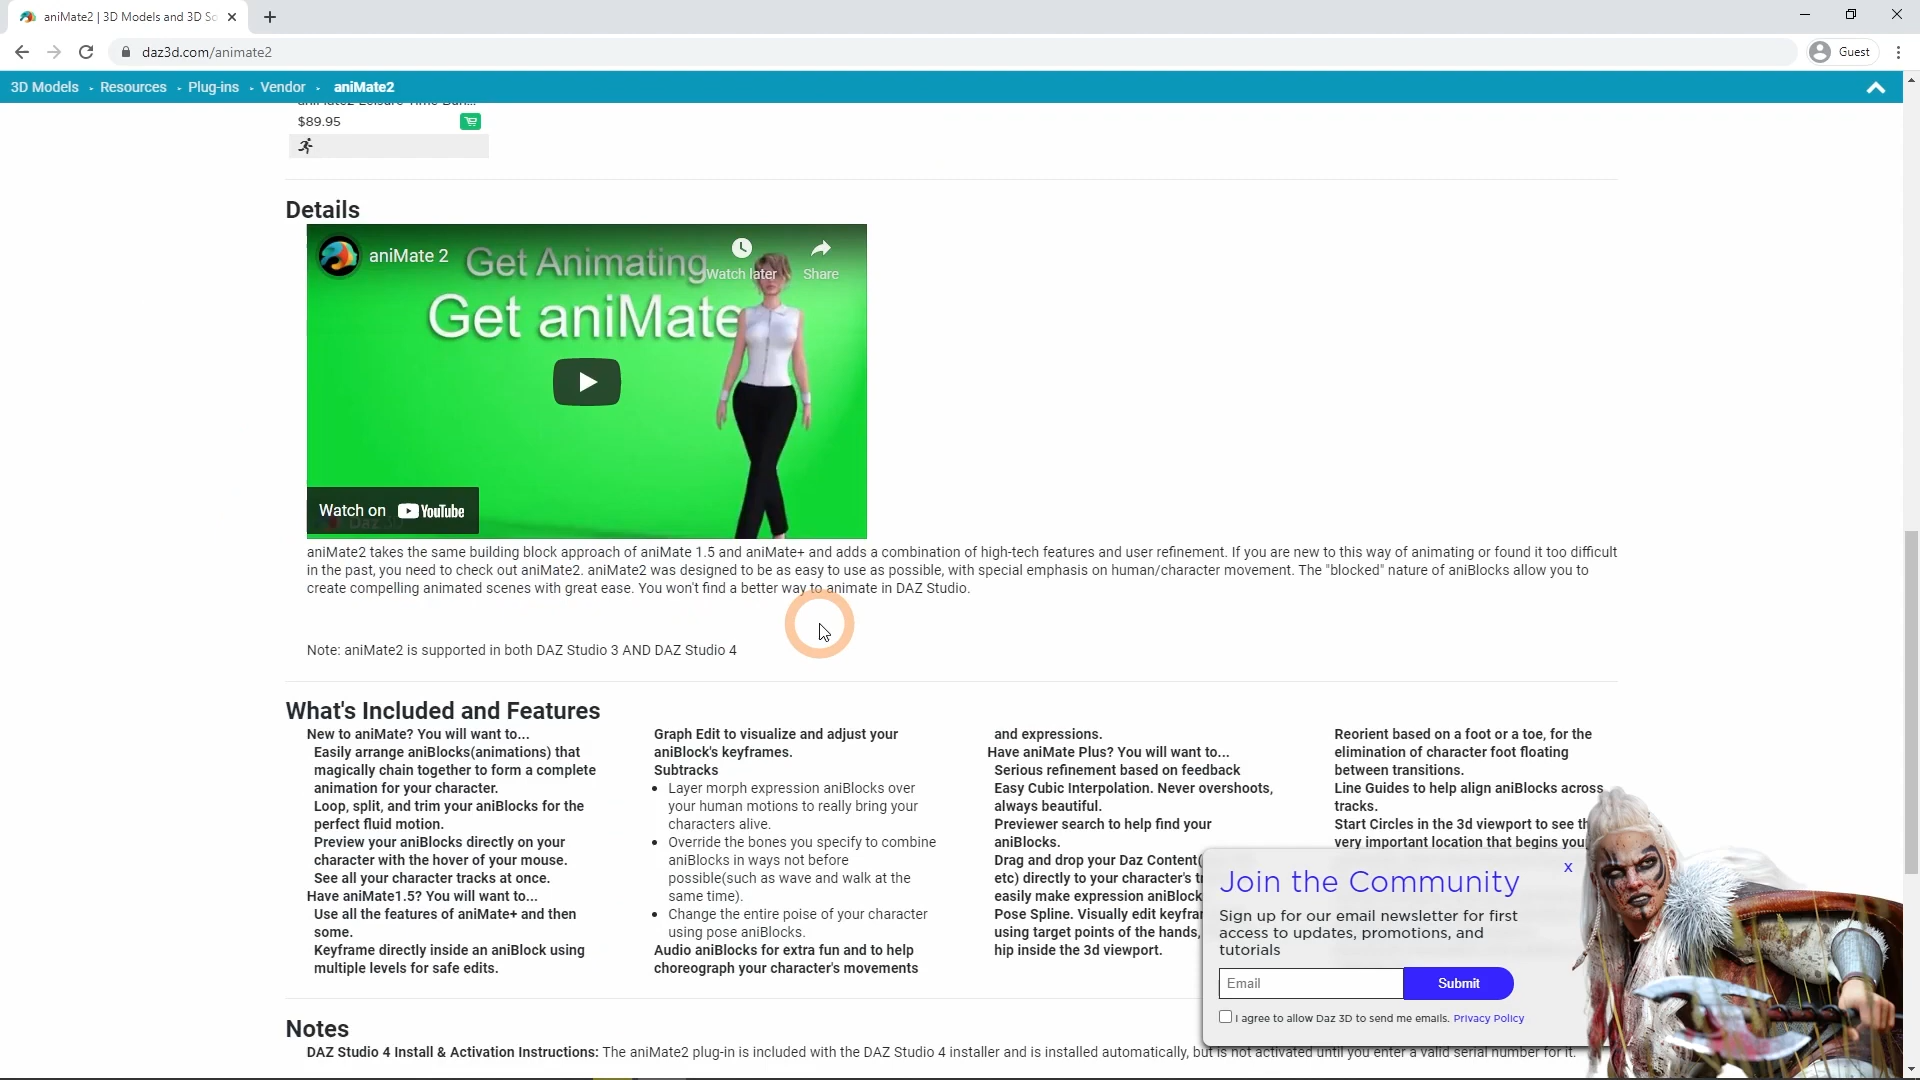 aniMate2 | 3D Models and 3D So
daz3d.com/animate2
Guest
3D Models - Resources - Plug-ins - Vendor - aniMate2
$89.95
Details
aniMate 2
Get Animating
Watch later
Share
Get aniMate
Watch on YouTube
aniMate2 takes the same building block approach of aniMate 1.5 and aniMate+ and adds a combination of high-tech features and user refinement. If you are new to this way of animating or found it too difficult
in the past, you need to check out aniMate2. aniMate2 was designed to be as easy to use as possible, with special emphasis on human/character movement. The "blocked" nature of aniBlocks allow you to
create compelling animated scenes with great ease. You won't find a better way to animate in DAZ Studio.
Note: aniMate2 is supported in both DAZ Studio 3 AND DAZ Studio 4
What's Included and Features
New to aniMate? You will want to...
Easily arrange aniBlocks(animations) that
magically chain together to form a complete
animation for your character.
Loop, split, and trim your aniBlocks for the
perfect fluid motion.
Preview your aniBlocks directly on your
character with the hover of your mouse.
See all your character tracks at once.
Have aniMate1.5? You will want to...
Use all the features of aniMate+ and then
some.
Keyframe directly inside an aniBlock using
multiple levels for safe edits.
Graph Edit to visualize and adjust your
aniBlock's keyframes.
Subtracks
• Layer morph expression aniBlocks over
your human motions to really bring your
characters alive.
• Override the bones you specify to combine
aniBlocks in ways not before
possible(such as wave and walk at the
same time).
• Change the entire poise of your character
using pose aniBlocks.
Audio aniBlocks for extra fun and to help
choreograph your character's movements
and expressions.
Have aniMate Plus? You will want to...
Serious refinement based on feedback
Easy Cubic Interpolation. Never overshoots,
always beautiful.
Previewer search to help find your
aniBlocks.
Drag and drop your Daz Content(
etc) directly to your character's
easily make expression
Pose Spline. Visually edit
using target points of the hands,
hip inside the 3d viewport.
Reorient based on a foot or a toe, for the
elimination of character foot floating
between transitions.
Line Guides to help align aniBlocks across
tracks.
Start Circles in the 3d viewport to see
very important location that begins
Join the Community
x
Sign up for our email newsletter for first
access to updates, promotions, and
tutorials
Email
Submit
I agree to allow Daz 3D to send me emails. Privacy Policy
Notes
DAZ Studio 4 Install & Activation Instructions: The aniMate2 plug-in is included with the DAZ Studio 4 installer and is installed automatically, but is not activated until you enter a valid serial number for it.